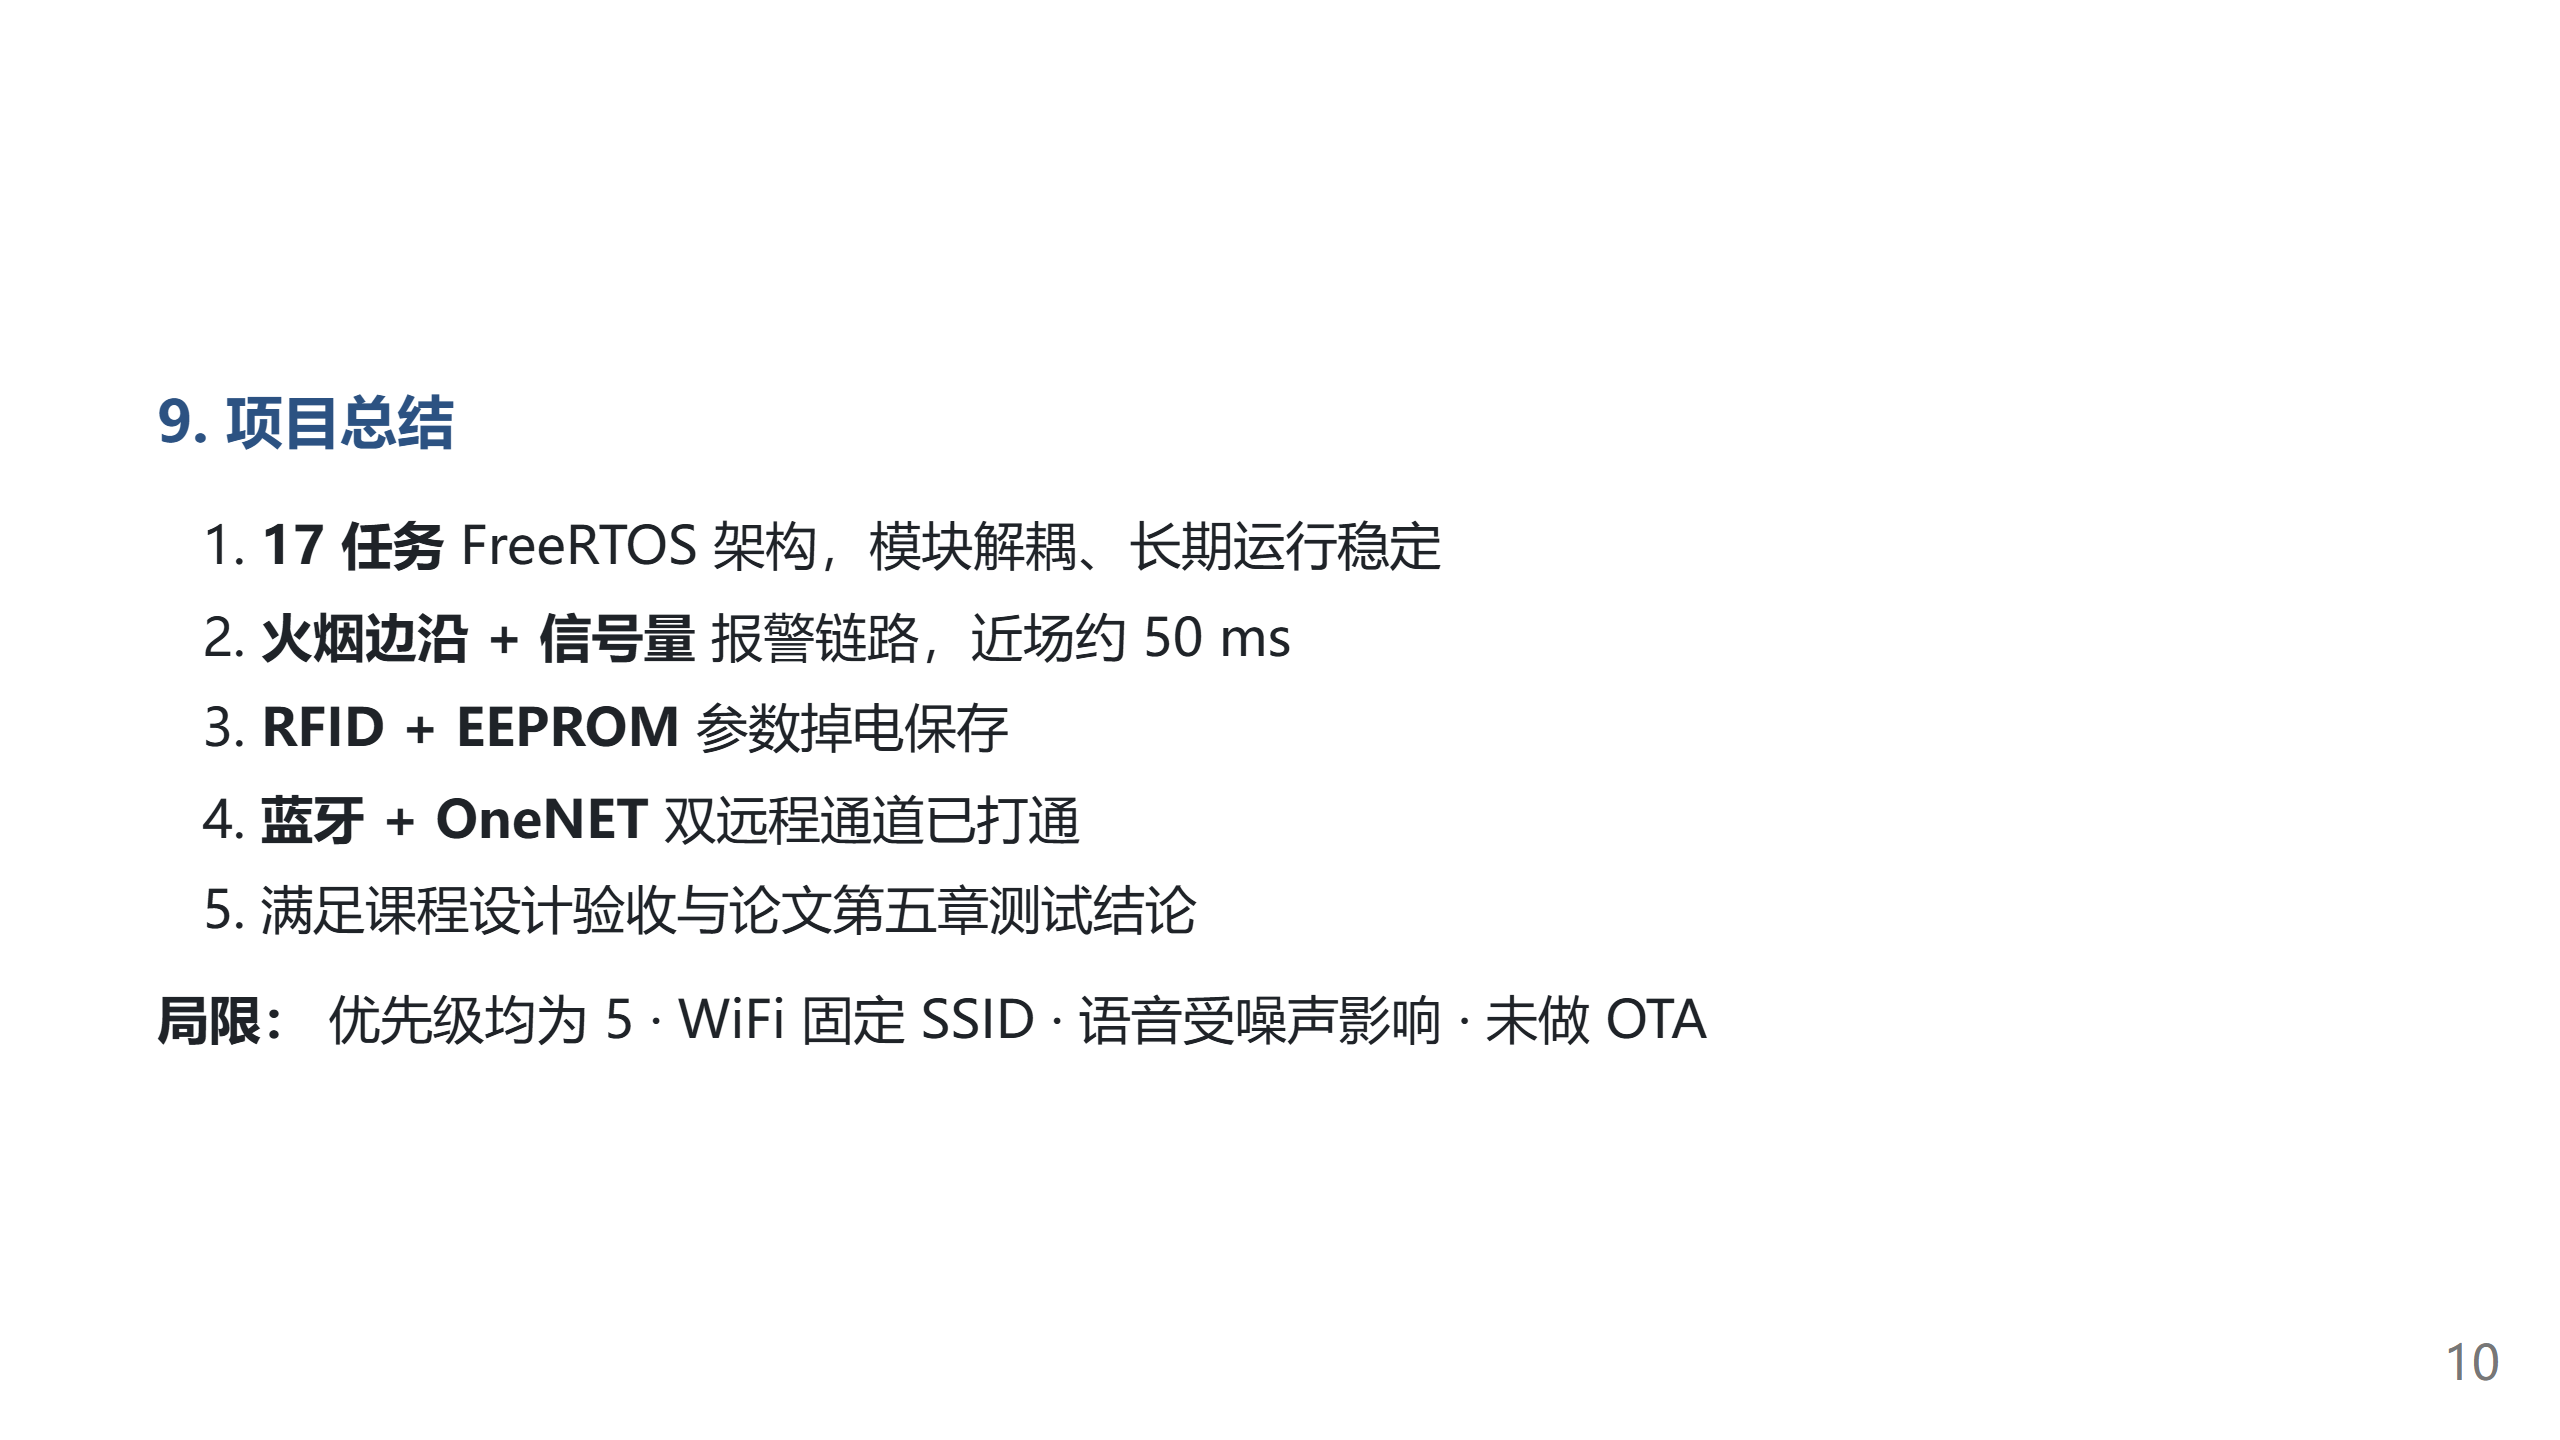 9. 项目总结
1. 17 任务 FreeRTOS 架构，模块解耦、长期运行稳定
2. 火烟边沿 + 信号量 报警链路，近场约 50 ms
3. RFID + EEPROM 参数掉电保存
4. 蓝牙 + OneNET 双远程通道已打通
5. 满足课程设计验收与论文第五章测试结论
局限： 优先级均为 5 · WiFi 固定 SSID · 语音受噪声影响 · 未做 OTA
10